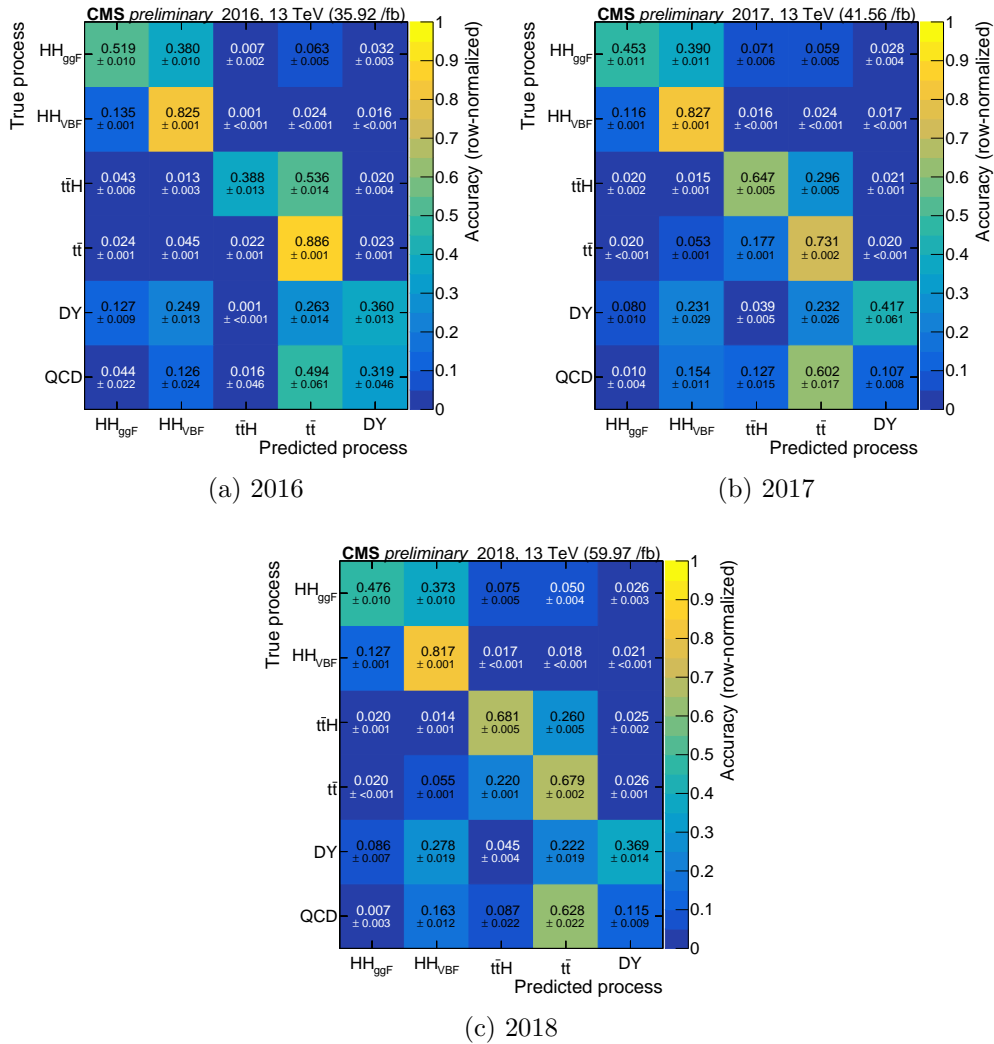 CMS preliminary 2016, 13 TeV (35.92 /fb)
True process
HH_ggF 0.519 0.380 0.007 0.063 0.032
± 0.010 ± 0.010 ± 0.002 ± 0.005 ± 0.003
HH_VBF 0.135 0.825 0.001 0.024 0.016
± 0.001 ± 0.001 ± <0.001 ± <0.001 ± <0.001
tt̄H 0.043 0.013 0.388 0.536 0.020
± 0.006 ± 0.003 ± 0.013 ± 0.014 ± 0.004
tt̄ 0.024 0.045 0.022 0.886 0.023
± 0.001 ± 0.001 ± 0.001 ± 0.001 ± 0.001
DY 0.127 0.249 0.001 0.263 0.360
± 0.009 ± 0.013 ± <0.001 ± 0.014 ± 0.013
QCD 0.044 0.126 0.016 0.494 0.319
± 0.022 ± 0.024 ± 0.046 ± 0.061 ± 0.046
HH_ggF HH_VBF tt̄H tt̄ DY
Predicted process
1
0.9
0.8
0.7
0.6
0.5
0.4
0.3
0.2
0.1
0
Accuracy (row-normalized)
(a) 2016
CMS preliminary 2017, 13 TeV (41.56 /fb)
True process
HH_ggF 0.453 0.390 0.071 0.059 0.028
± 0.011 ± 0.011 ± 0.006 ± 0.005 ± 0.004
HH_VBF 0.116 0.827 0.016 0.024 0.017
± 0.001 ± 0.001 ± <0.001 ± <0.001 ± <0.001
tt̄H 0.020 0.015 0.647 0.296 0.021
± 0.002 ± 0.001 ± 0.005 ± 0.005 ± 0.001
tt̄ 0.020 0.053 0.177 0.731 0.020
± <0.001 ± 0.001 ± 0.001 ± 0.002 ± 0.001
DY 0.080 0.231 0.039 0.232 0.417
± 0.010 ± 0.029 ± 0.005 ± 0.026 ± 0.061
QCD 0.010 0.154 0.127 0.602 0.107
± 0.004 ± 0.011 ± 0.015 ± 0.017 ± 0.008
HH_ggF HH_VBF tt̄H tt̄ DY
Predicted process
1
0.9
0.8
0.7
0.6
0.5
0.4
0.3
0.2
0.1
0
Accuracy (row-normalized)
(b) 2017
CMS preliminary 2018, 13 TeV (59.97 /fb)
True process
HH_ggF 0.476 0.373 0.075 0.050 0.026
± 0.010 ± 0.010 ± 0.005 ± 0.004 ± 0.003
HH_VBF 0.127 0.817 0.017 0.018 0.021
± 0.001 ± 0.001 ± <0.001 ± <0.001 ± <0.001
tt̄H 0.020 0.014 0.681 0.260 0.025
± 0.001 ± 0.001 ± 0.005 ± 0.005 ± 0.002
tt̄ 0.020 0.055 0.220 0.679 0.026
± <0.001 ± 0.001 ± 0.001 ± 0.002 ± 0.001
DY 0.086 0.278 0.045 0.222 0.369
± 0.007 ± 0.019 ± 0.004 ± 0.019 ± 0.014
QCD 0.007 0.163 0.087 0.628 0.115
± 0.003 ± 0.012 ± 0.022 ± 0.022 ± 0.009
HH_ggF HH_VBF tt̄H tt̄ DY
Predicted process
1
0.9
0.8
0.7
0.6
0.5
0.4
0.3
0.2
0.1
0
Accuracy (row-normalized)
(c) 2018